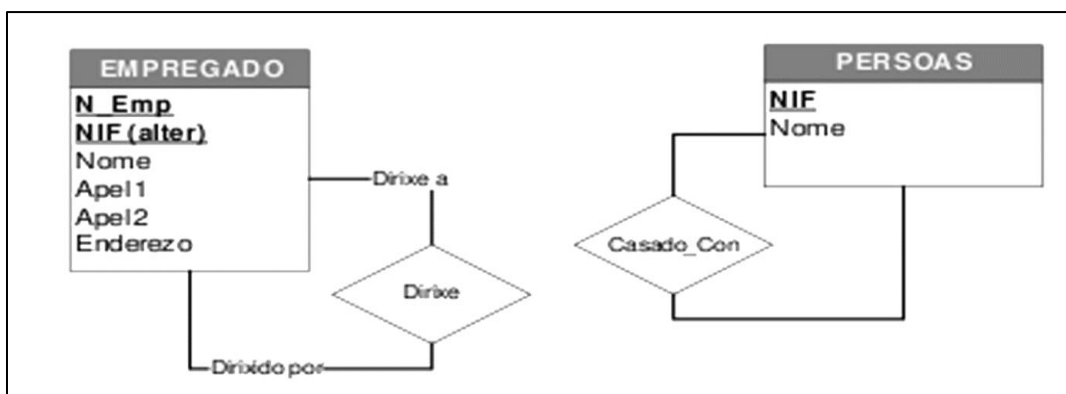 EMPREGADO
N_Emp
NIF (alter)
Nome
Apel1
Apel2
Enderezo
Dirixe a
Dirixe
Dirixido por
PERSOAS
NIF
Nome
Casado_Con